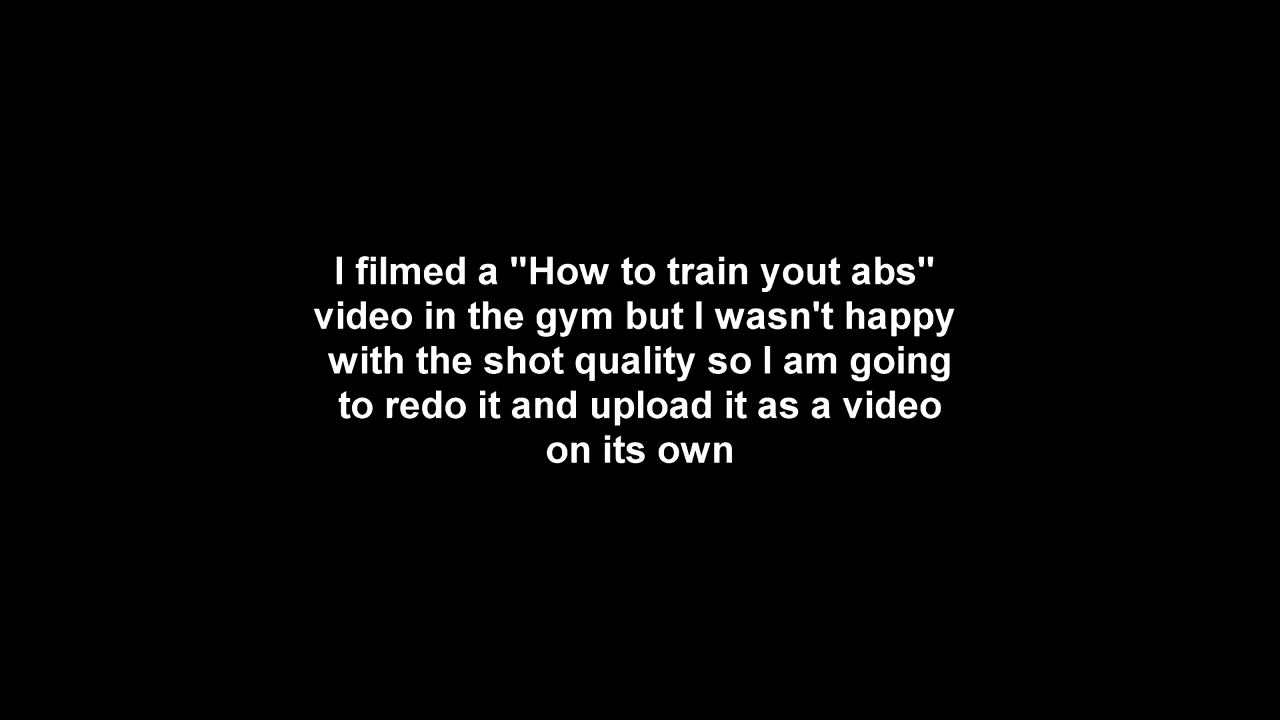 I filmed a "How to train yout abs"
video in the gym but I wasn't happy
with the shot quality so I am going
to redo it and upload it as a video
on its own